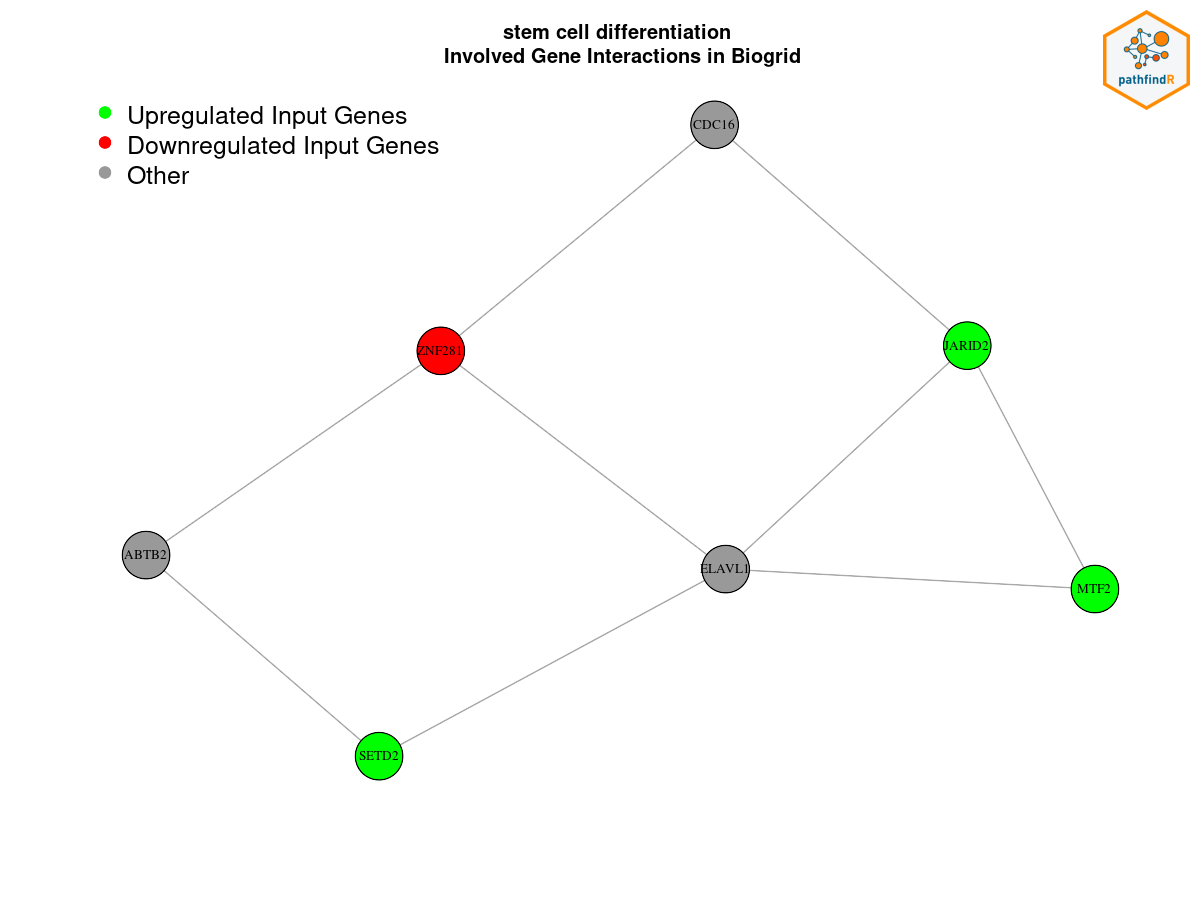 stem cell differentiation
Involved Gene Interactions in Biogrid
pathfindR
Upregulated Input Genes
Downregulated Input Genes
Other
CDC16
ZNF281
JARID2
ABTB2
ELAVL1
MTF2
SETD2